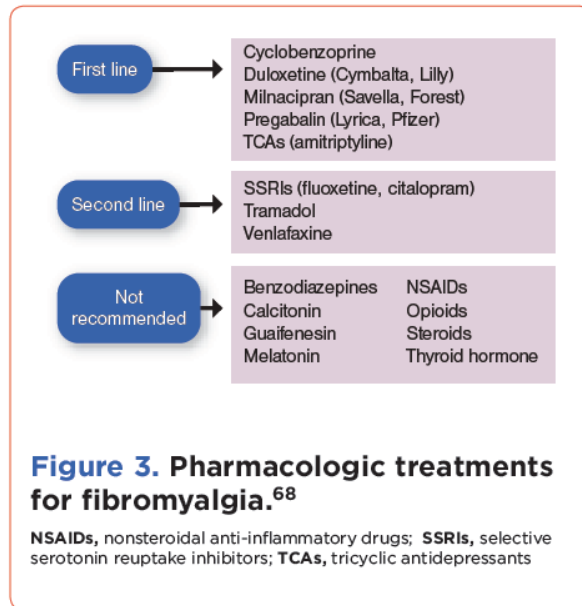 First line
Cyclobenzoprine
Duloxetine (Cymbalta, Lilly)
Milnacipran (Savella, Forest)
Pregabalin (Lyrica, Pfizer)
TCAs (amitriptyline)
Second line
SSRIs (fluoxetine, citalopram)
Tramadol
Venlafaxine
Not
recommended
Benzodiazepines NSAIDs
Calcitonin Opioids
Guaifenesin Steroids
Melatonin Thyroid hormone
Figure 3. Pharmacologic treatments
for fibromyalgia.⁶⁸
NSAIDs, nonsteroidal anti-inflammatory drugs; SSRIs, selective
serotonin reuptake inhibitors; TCAs, tricyclic antidepressants